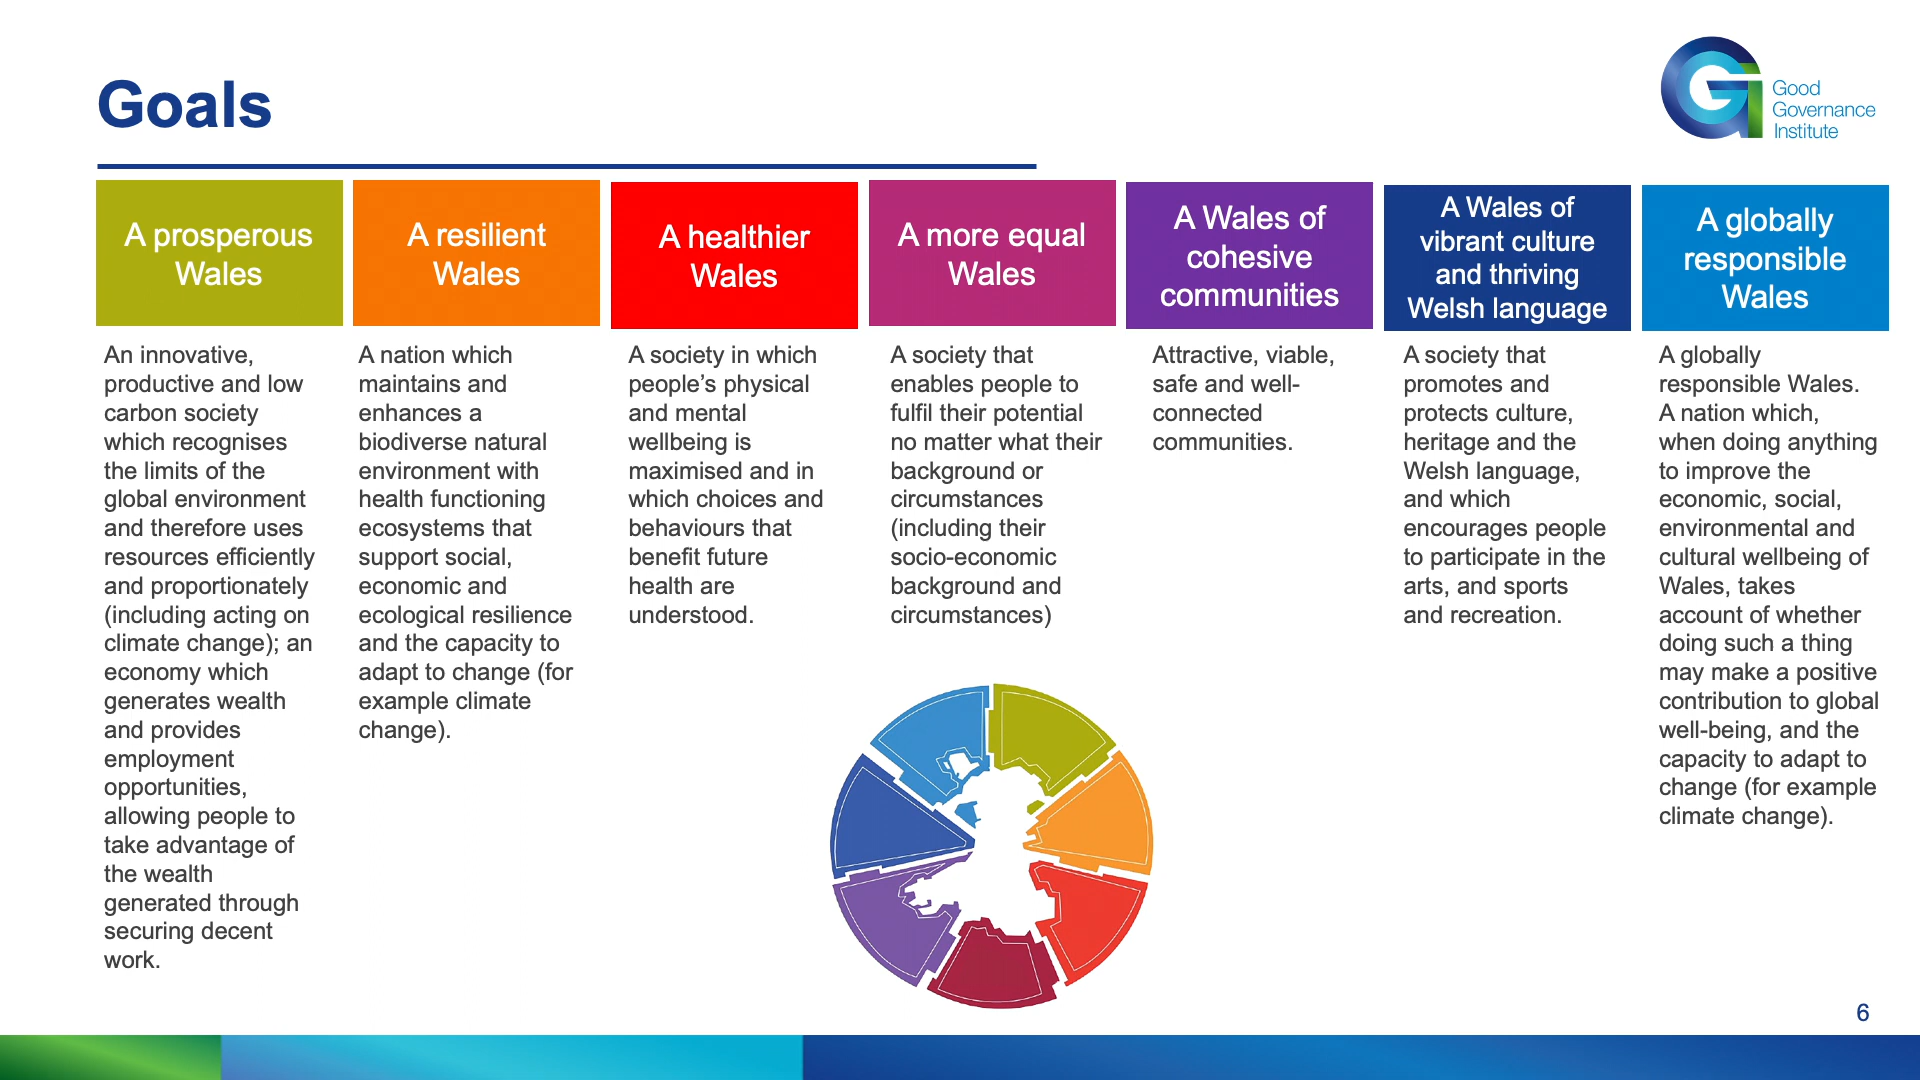 Goals
Good
Governance
Institute
A prosperous
Wales
An innovative,
productive and low
carbon society
which recognises
the limits of the
global environment
and therefore uses
resources efficiently
and proportionately
(including acting on
climate change); an
economy which
generates wealth
and provides
employment
opportunities,
allowing people to
take advantage of
the wealth
generated through
securing decent
work.
A resilient
Wales
A nation which
maintains and
enhances a
biodiverse natural
environment with
health functioning
ecosystems that
support social,
economic and
ecological resilience
and the capacity to
adapt to change (for
example climate
change).
A healthier
Wales
A society in which
people’s physical
and mental
wellbeing is
maximised and in
which choices and
behaviours that
benefit future
health are
understood.
A more equal
Wales
A society that
enables people to
fulfil their potential
no matter what their
background or
circumstances
(including their
socio-economic
background and
circumstances)
A Wales of
cohesive
communities
Attractive, viable,
safe and well-
connected
communities.
A Wales of
vibrant culture
and thriving
Welsh language
A society that
promotes and
protects culture,
heritage and the
Welsh language,
and which
encourages people
to participate in the
arts, and sports
and recreation.
A globally
responsible
Wales
A globally
responsible Wales.
A nation which,
when doing anything
to improve the
economic, social,
environmental and
cultural wellbeing of
Wales, takes
account of whether
doing such a thing
may make a positive
contribution to global
well-being, and the
capacity to adapt to
change (for example
climate change).
6